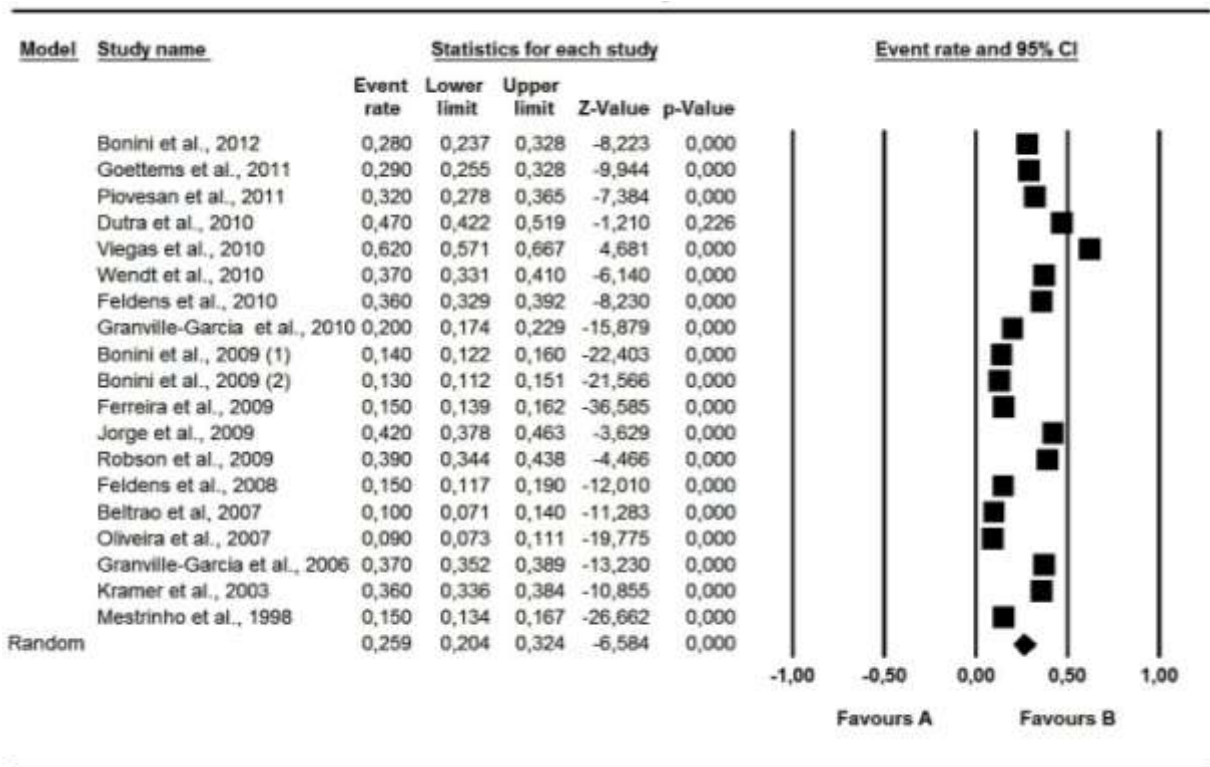 Model Study name Statistics for each study Event rate and 95% CI
Event Lower Upper
rate limit limit Z-Value p-Value
Bonini et al., 2012 0,280 0,237 0,328 -8,223 0,000
Goettems et al., 2011 0,290 0,255 0,328 -9,944 0,000
Piovesan et al., 2011 0,320 0,278 0,365 -7,384 0,000
Dutra et al., 2010 0,470 0,422 0,519 -1,210 0,226
Viegas et al., 2010 0,620 0,571 0,667 4,681 0,000
Wendt et al., 2010 0,370 0,331 0,410 -6,140 0,000
Feldens et al., 2010 0,360 0,329 0,392 -8,230 0,000
Granville-Garcia et al., 2010 0,200 0,174 0,229 -15,879 0,000
Bonini et al., 2009 (1) 0,140 0,122 0,160 -22,403 0,000
Bonini et al., 2009 (2) 0,130 0,112 0,151 -21,566 0,000
Ferreira et al., 2009 0,150 0,139 0,162 -36,585 0,000
Jorge et al., 2009 0,420 0,378 0,463 -3,629 0,000
Robson et al., 2009 0,390 0,344 0,438 -4,466 0,000
Feldens et al., 2008 0,150 0,117 0,190 -12,010 0,000
Beltrao et al, 2007 0,100 0,071 0,140 -11,283 0,000
Oliveira et al., 2007 0,090 0,073 0,111 -19,775 0,000
Granville-Garcia et al., 2006 0,370 0,352 0,389 -13,230 0,000
Kramer et al., 2003 0,360 0,336 0,384 -10,855 0,000
Mestrinho et al., 1998 0,150 0,134 0,167 -26,662 0,000
Random 0,259 0,204 0,324 -6,584 0,000
-1,00 -0,50 0,00 0,50 1,00
Favours A Favours B